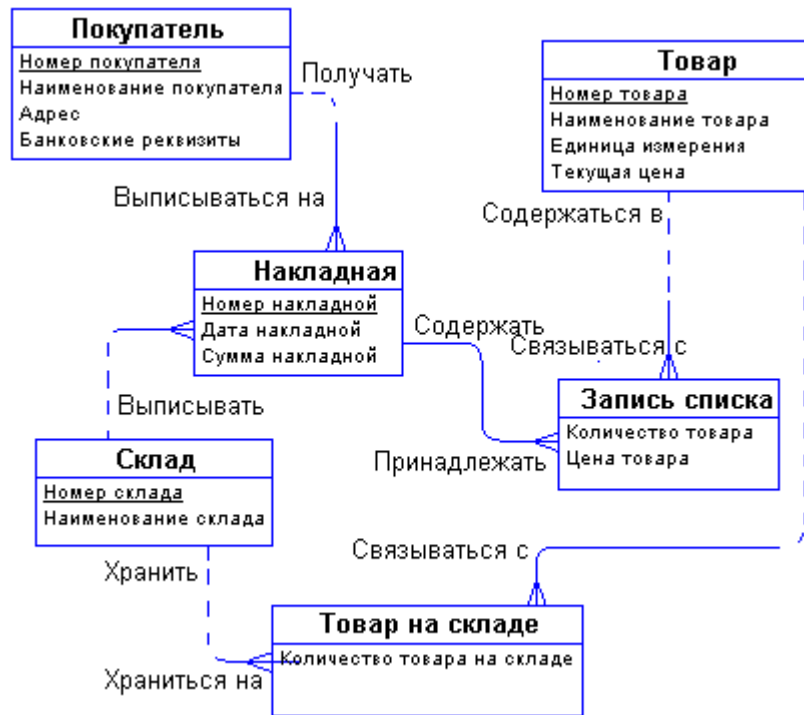 Покупатель
Номер покупателя
Наименование покупателя
Адрес
Банковские реквизиты
Получать
Товар
Номер товара
Наименование товара
Единица измерения
Текущая цена
Выписываться на
Содержаться в
Накладная
Номер накладной
Дата накладной
Сумма накладной
Содержать
Связываться с
Выписывать
Запись списка
Количество товара
Цена товара
Принадлежать
Склад
Номер склада
Наименование склада
Хранить
Связываться с
Товар на складе
Количество товара на складе
Храниться на